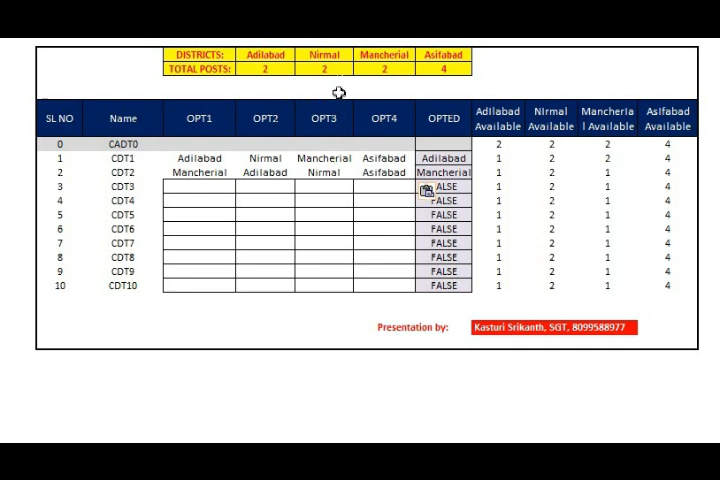 DISTRICTS: Adilabad Nirmal Mancherial Asifabad
TOTAL POSTS: 2 2 2 4
SL NO Name OPT1 OPT2 OPT3 OPT4 OPTED Adilabad Available Nirmal Available Mancheria l Available Asifabad Available
0 CADT0 2 2 2 4
1 CDT1 Adilabad Nirmal Mancherial Asifabad Adilabad 1 2 2 4
2 CDT2 Mancherial Adilabad Nirmal Asifabad Mancherial 1 2 1 4
3 CDT3 ALSE 1 2 1 4
4 CDT4 FALSE 1 2 1 4
5 CDT5 FALSE 1 2 1 4
6 CDT6 FALSE 1 2 1 4
7 CDT7 FALSE 1 2 1 4
8 CDT8 FALSE 1 2 1 4
9 CDT9 FALSE 1 2 1 4
10 CDT10 FALSE 1 2 1 4
Presentation by: Kasturi Srikanth, SGT, 8099588977